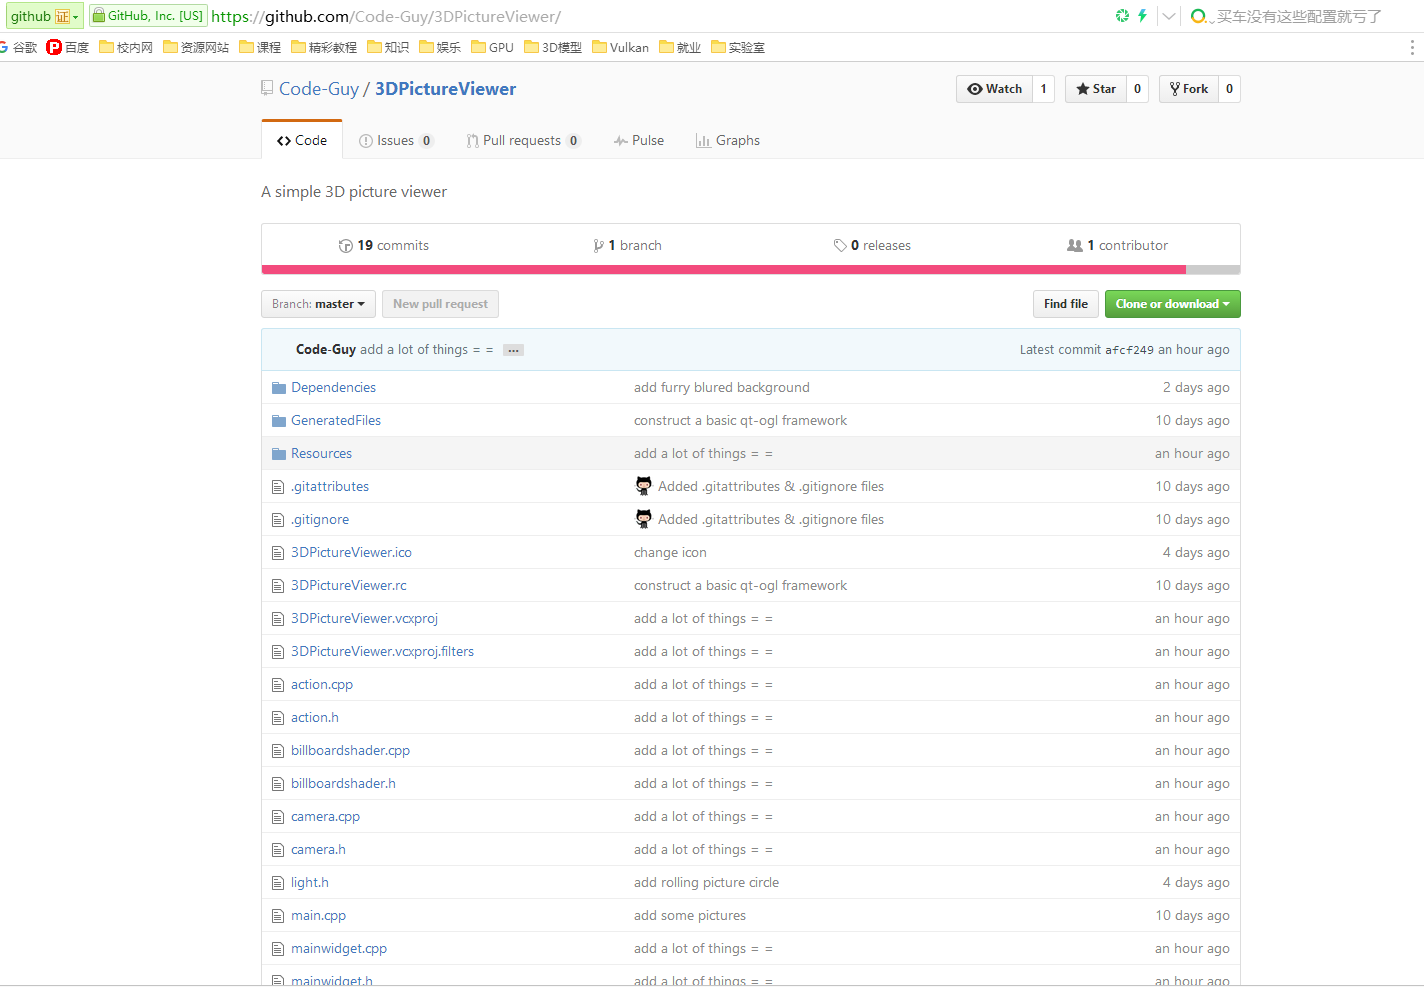 github 证 GitHub, Inc. [US] https://github.com/Code-Guy/3DPictureViewer/ 买车没有这些配置就亏了
谷歌 百度 校内网 资源网站 课程 精彩教程 知识 娱乐 GPU 3D模型 Vulkan 就业 实验室
Code-Guy / 3DPictureViewer Watch 1 Star 0 Fork 0
Code Issues 0 Pull requests 0 Pulse Graphs
A simple 3D picture viewer
19 commits 1 branch 0 releases 1 contributor
Branch: master New pull request Find file Clone or download
Code-Guy add a lot of things = = … Latest commit afcf249 an hour ago
Dependencies add furry blured background 2 days ago
GeneratedFiles construct a basic qt-ogl framework 10 days ago
Resources add a lot of things = = an hour ago
.gitattributes Added .gitattributes & .gitignore files 10 days ago
.gitignore Added .gitattributes & .gitignore files 10 days ago
3DPictureViewer.ico change icon 4 days ago
3DPictureViewer.rc construct a basic qt-ogl framework 10 days ago
3DPictureViewer.vcxproj add a lot of things = = an hour ago
3DPictureViewer.vcxproj.filters add a lot of things = = an hour ago
action.cpp add a lot of things = = an hour ago
action.h add a lot of things = = an hour ago
billboardshader.cpp add a lot of things = = an hour ago
billboardshader.h add a lot of things = = an hour ago
camera.cpp add a lot of things = = an hour ago
camera.h add a lot of things = = an hour ago
light.h add rolling picture circle 4 days ago
main.cpp add some pictures 10 days ago
mainwidget.cpp add a lot of things = = an hour ago
mainwidget.h add a lot of things = = an hour ago